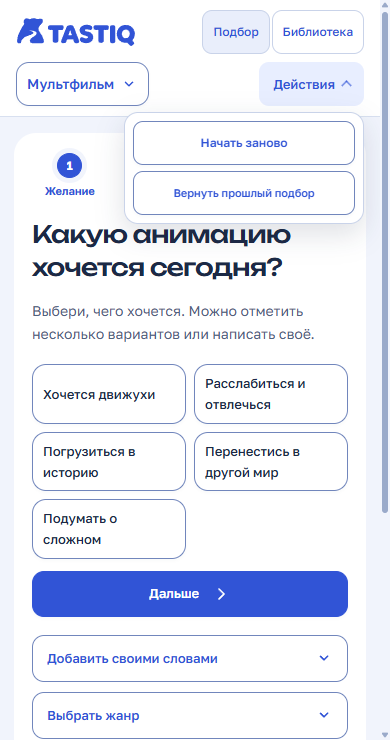 TASTIQ
Подбор
Библиотека
Мультфильм
Действия
Начать заново
Вернуть прошлый подбор
1
Желание
Какую анимацию
хочется сегодня?
Выбери, чего хочется. Можно отметить
несколько вариантов или написать своё.
Хочется движухи
Расслабиться и
отвлечься
Погрузиться в
историю
Перенестись в
другой мир
Подумать о
сложном
Дальше
Добавить своими словами
Выбрать жанр